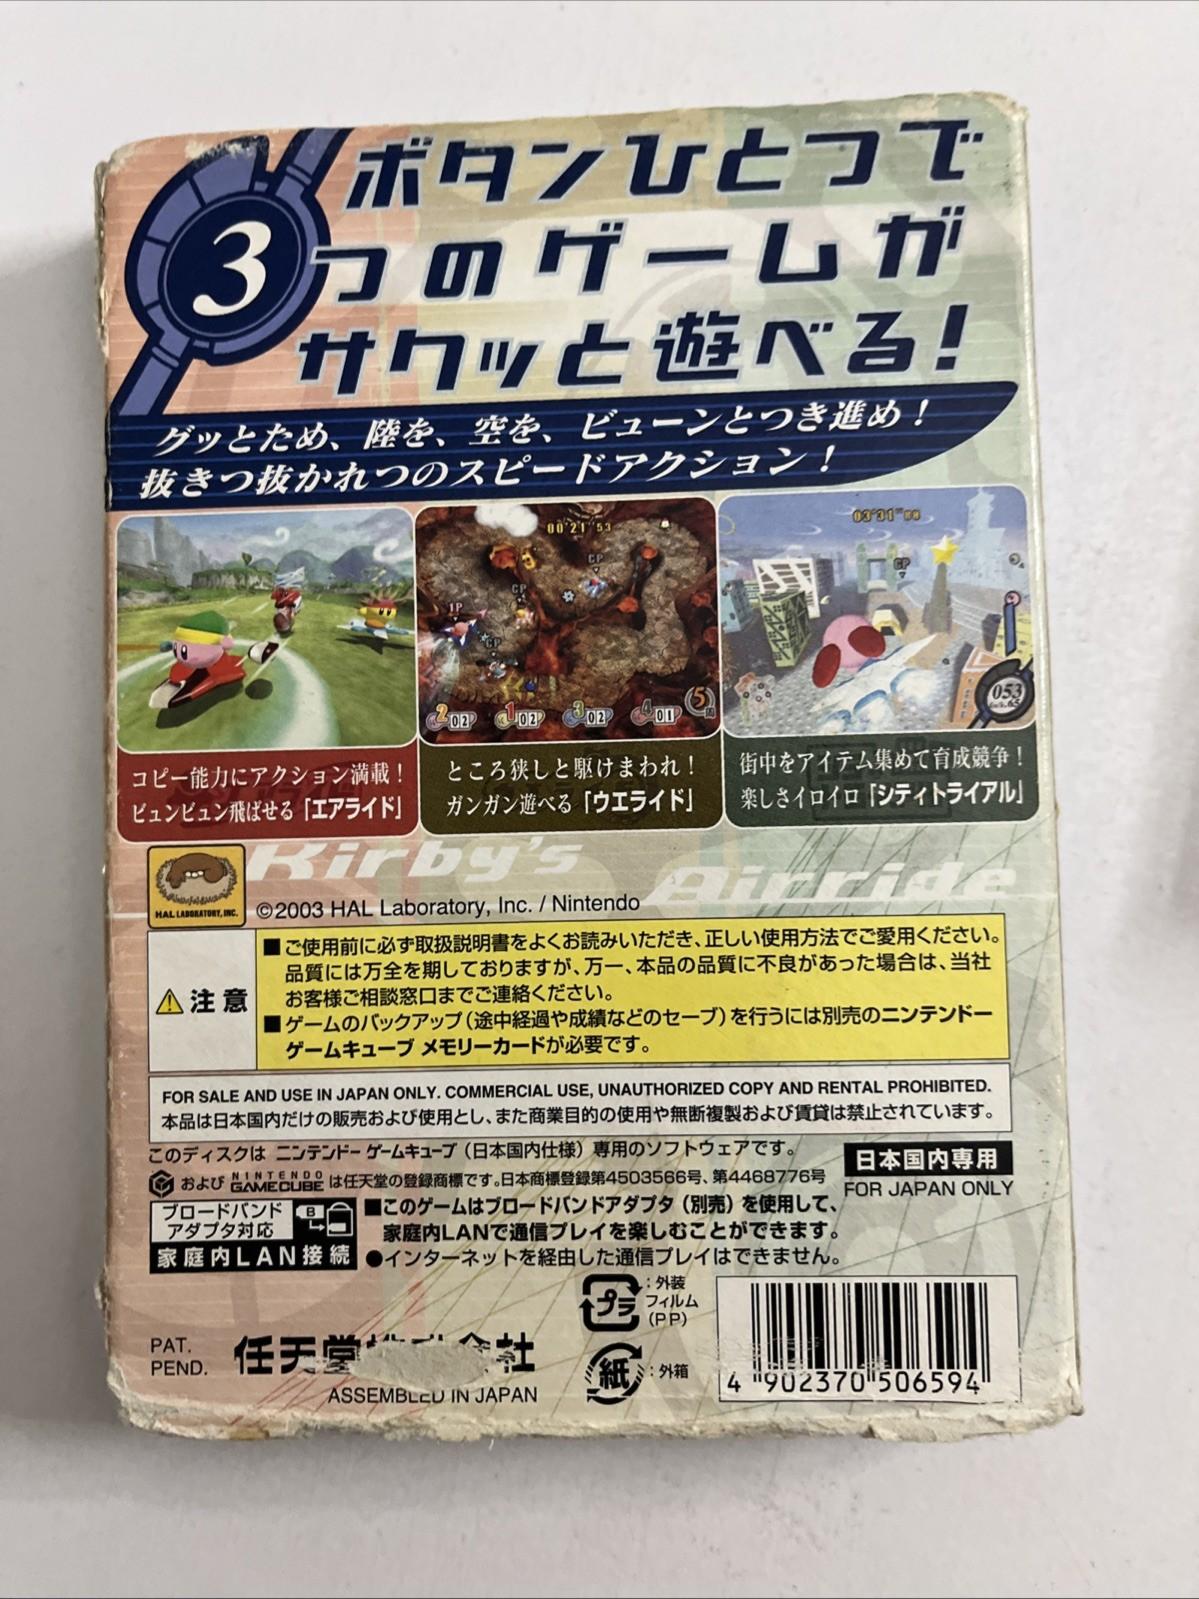 ボタンひとつで
3つのゲームが
サクッと遊べる!
グッとため、陸を、空を、ビューンとつき進め!
抜きつ抜かれつのスピードアクション!
00'21"53
CP
CP
1P
CP
2 02 1 02 3 02 4 01
5周
03'31"
CP
053
コピー能力にアクション満載!
ビュンビュン飛ばせる「エアライド」
ところ狭しと駆けまわれ!
ガンガン遊べる「ウエライド」
街中をアイテム集めて育成競争!
楽しさイロイロ「シティトライアル」
Kirby's
Airride
HAL LABORATORY, INC.
©2003 HAL Laboratory, Inc. / Nintendo
注意
■ご使用前に必ず取扱説明書をよくお読みいただき、正しい使用方法でご愛用ください。
品質には万全を期しておりますが、万一、本品の品質に不良があった場合は、当社
お客様ご相談窓口までご連絡ください。
■ゲームのバックアップ(途中経過や成績などのセーブ)を行うには別売のニンテンドー
ゲームキューブ メモリーカードが必要です。
FOR SALE AND USE IN JAPAN ONLY. COMMERCIAL USE, UNAUTHORIZED COPY AND RENTAL PROHIBITED.
本品は日本国内だけの販売および使用とし、また商業目的の使用や無断複製および賃貸は禁止されています。
このディスクは ニンテンドー ゲームキューブ(日本国内仕様)専用のソフトウェアです。
および NINTENDO GAMECUBE は任天堂の登録商標です。日本商標登録第4503566号、第4468776号
日本国内専用
FOR JAPAN ONLY
ブロードバンド
アダプタ対応
B
家庭内LAN接続
■このゲームはブロードバンドアダプタ(別売)を使用して、
家庭内LANで通信プレイを楽しむことができます。
●インターネットを経由した通信プレイはできません。
プラ
:外装
フィルム
(PP)
紙
:外箱
PAT.
PEND.
任天堂株式会社
ASSEMBLED IN JAPAN
4 902370 506594